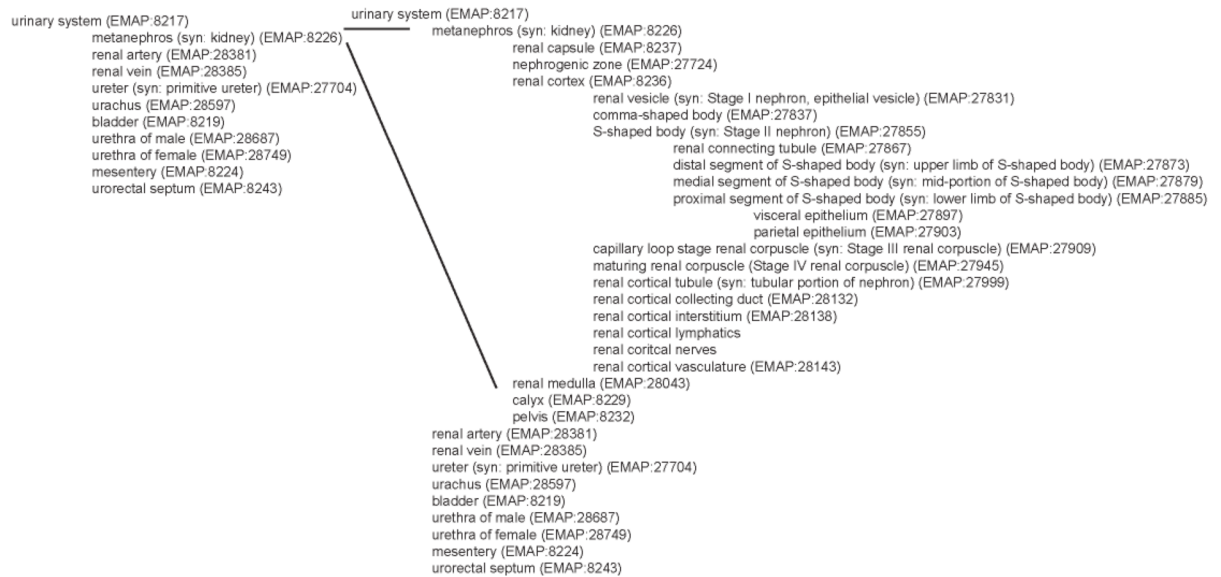 urinary system (EMAP:8217)
metanephros (syn: kidney) (EMAP:8226)
renal artery (EMAP:28381)
renal vein (EMAP:28385)
ureter (syn: primitive ureter) (EMAP:27704)
urachus (EMAP:28597)
bladder (EMAP:8219)
urethra of male (EMAP:28687)
urethra of female (EMAP:28749)
mesentery (EMAP:8224)
urorectal septum (EMAP:8243)
urinary system (EMAP:8217)
metanephros (syn: kidney) (EMAP:8226)
renal capsule (EMAP:8237)
nephrogenic zone (EMAP:27724)
renal cortex (EMAP:8236)
renal vesicle (syn: Stage I nephron, epithelial vesicle) (EMAP:27831)
comma-shaped body (EMAP:27837)
S-shaped body (syn: Stage II nephron) (EMAP:27855)
renal connecting tubule (EMAP:27867)
distal segment of S-shaped body (syn: upper limb of S-shaped body) (EMAP:27873)
medial segment of S-shaped body (syn: mid-portion of S-shaped body) (EMAP:27879)
proximal segment of S-shaped body (syn: lower limb of S-shaped body) (EMAP:27885)
visceral epithelium (EMAP:27897)
parietal epithelium (EMAP:27903)
capillary loop stage renal corpuscle (syn: Stage III renal corpuscle) (EMAP:27909)
maturing renal corpuscle (Stage IV renal corpuscle) (EMAP:27945)
renal cortical tubule (syn: tubular portion of nephron) (EMAP:27999)
renal cortical collecting duct (EMAP:28132)
renal cortical interstitium (EMAP:28138)
renal cortical lymphatics
renal coritcal nerves
renal cortical vasculature (EMAP:28143)
renal medulla (EMAP:28043)
calyx (EMAP:8229)
pelvis (EMAP:8232)
renal artery (EMAP:28381)
renal vein (EMAP:28385)
ureter (syn: primitive ureter) (EMAP:27704)
urachus (EMAP:28597)
bladder (EMAP:8219)
urethra of male (EMAP:28687)
urethra of female (EMAP:28749)
mesentery (EMAP:8224)
urorectal septum (EMAP:8243)